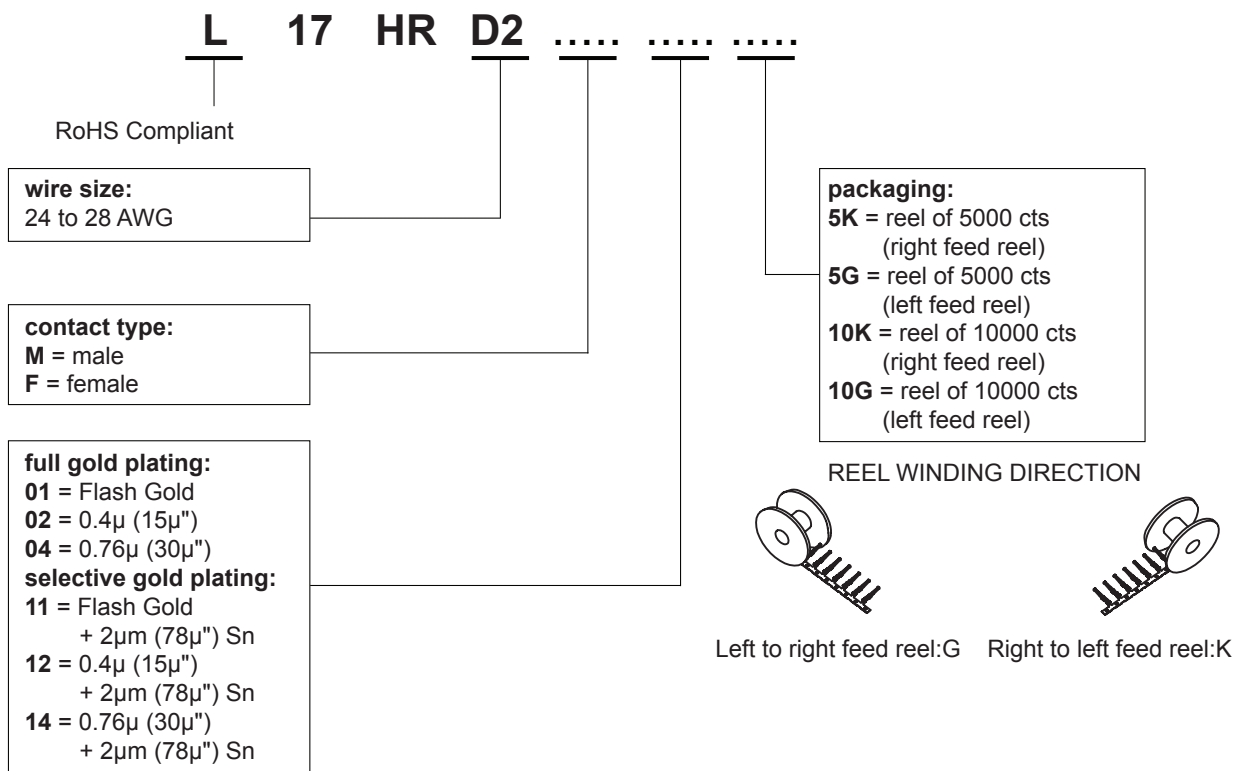 L 17 HR D2 ..... ..... .....
RoHS Compliant
wire size:
24 to 28 AWG
contact type:
M = male
F = female
full gold plating:
01 = Flash Gold
02 = 0.4µ (15µ")
04 = 0.76µ (30µ")
selective gold plating:
11 = Flash Gold
+ 2µm (78µ") Sn
12 = 0.4µ (15µ")
+ 2µm (78µ") Sn
14 = 0.76µ (30µ")
+ 2µm (78µ") Sn
packaging:
5K = reel of 5000 cts
(right feed reel)
5G = reel of 5000 cts
(left feed reel)
10K = reel of 10000 cts
(right feed reel)
10G = reel of 10000 cts
(left feed reel)
REEL WINDING DIRECTION
Left to right feed reel:G
Right to left feed reel:K